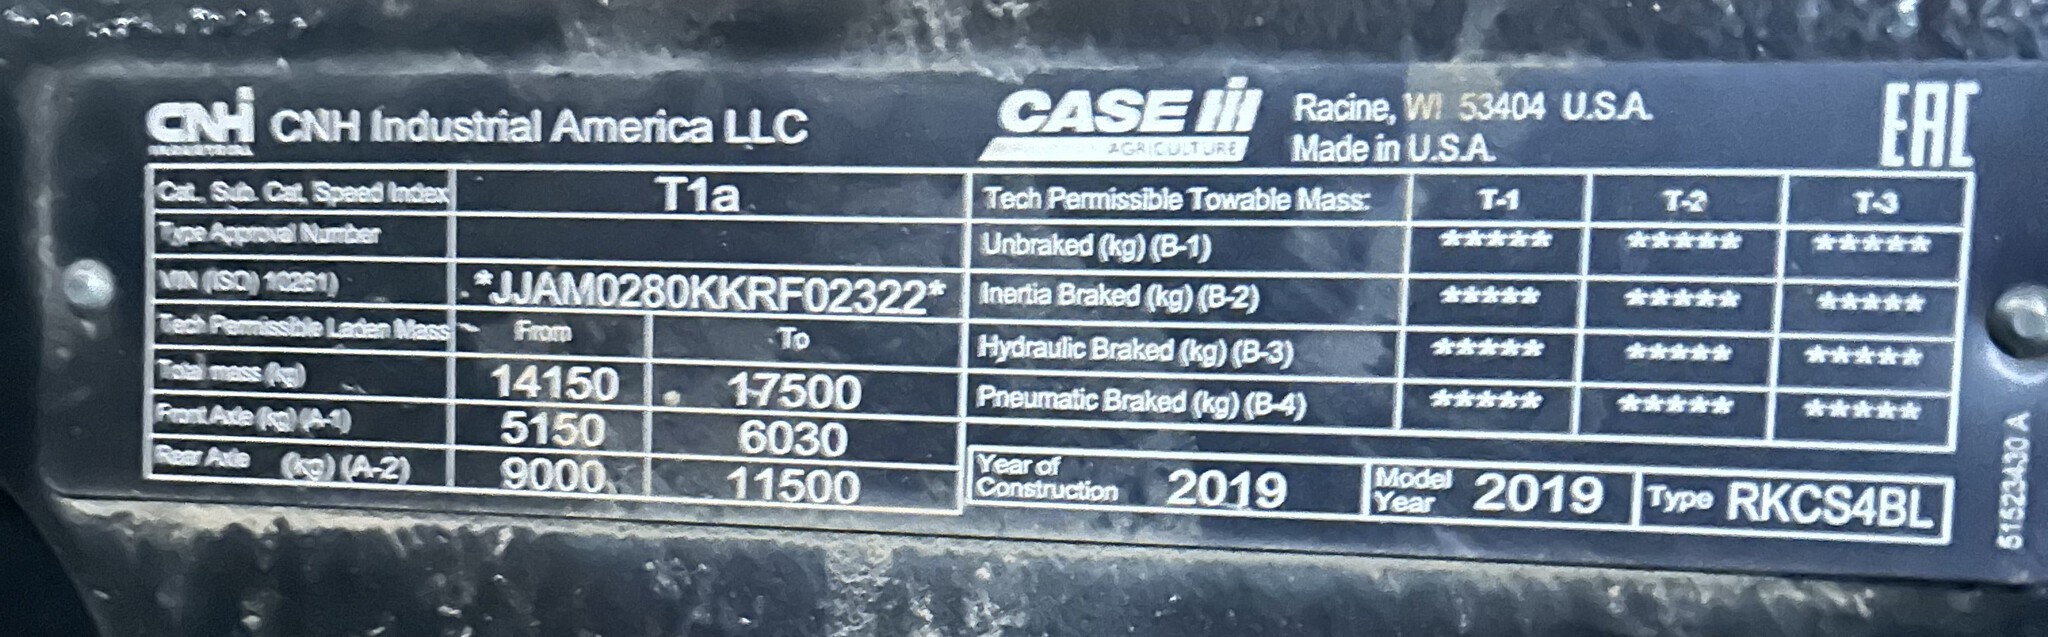 CNH INDUSTRIAL CNH Industrial America LLC
CASE IH AGRICULTURE Racine, WI 53404 U.S.A.
Made in U.S.A.
EAC
Cat. Sub. Cat, Speed Index T1a
Type Approval Number
VIN (ISO) 10261) *JJAM0280KKRF02322*
Tech Permissible Laden Mass From To
Total mass (kg) 14150 17500
Front Axle (kg) (A-1) 5150 6030
Rear Axle (kg) (A-2) 9000 11500
Tech Permissible Towable Mass: T-1 T-2 T-3
Unbraked (kg) (B-1) ***** ***** *****
Inertia Braked (kg) (B-2) ***** ***** *****
Hydraulic Braked (kg) (B-3) ***** ***** *****
Pneumatic Braked (kg) (B-4) ***** ***** *****
Year of Construction 2019 Model Year 2019 Type RKCS4BL
51523430 A